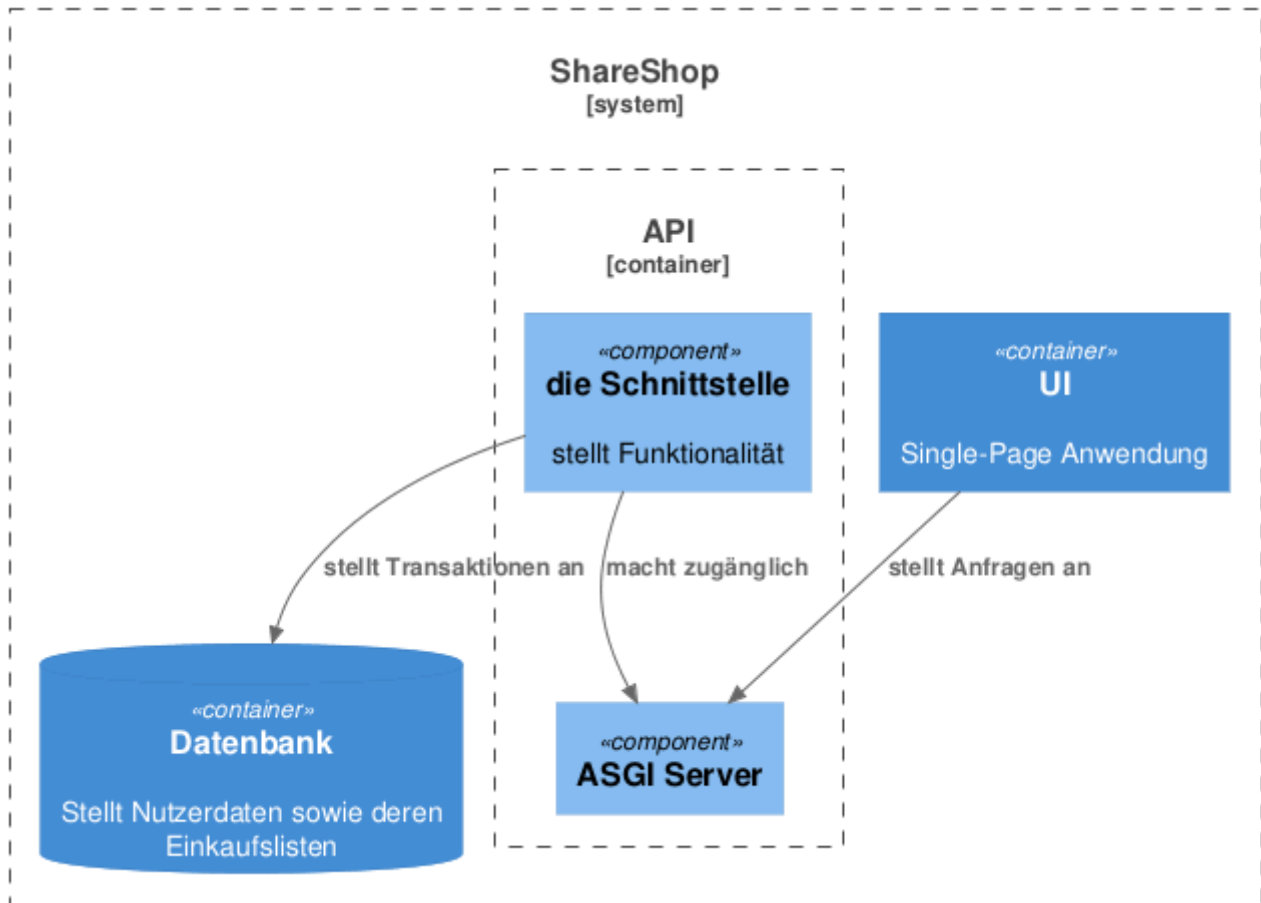 ShareShop
[system]
API
[container]
«component»
die Schnittstelle
stellt Funktionalität
«container»
UI
Single-Page Anwendung
stellt Transaktionen an
macht zugänglich
stellt Anfragen an
«container»
Datenbank
Stellt Nutzerdaten sowie deren
Einkaufslisten
«component»
ASGI Server